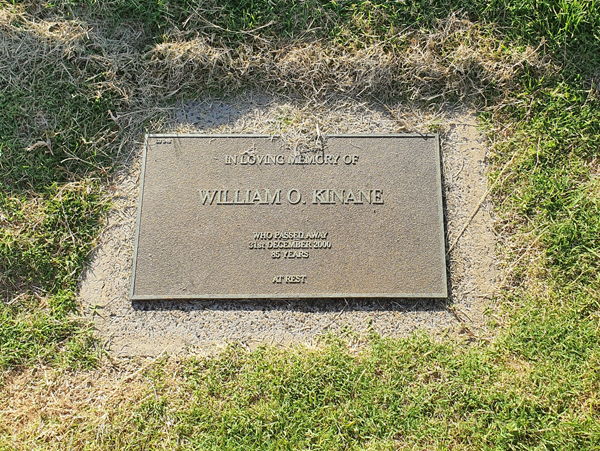 IN LOVING MEMORY OF
WILLIAM O. KINANE
WHO PASSED AWAY
31st DECEMBER 2000
85 YEARS
AT REST